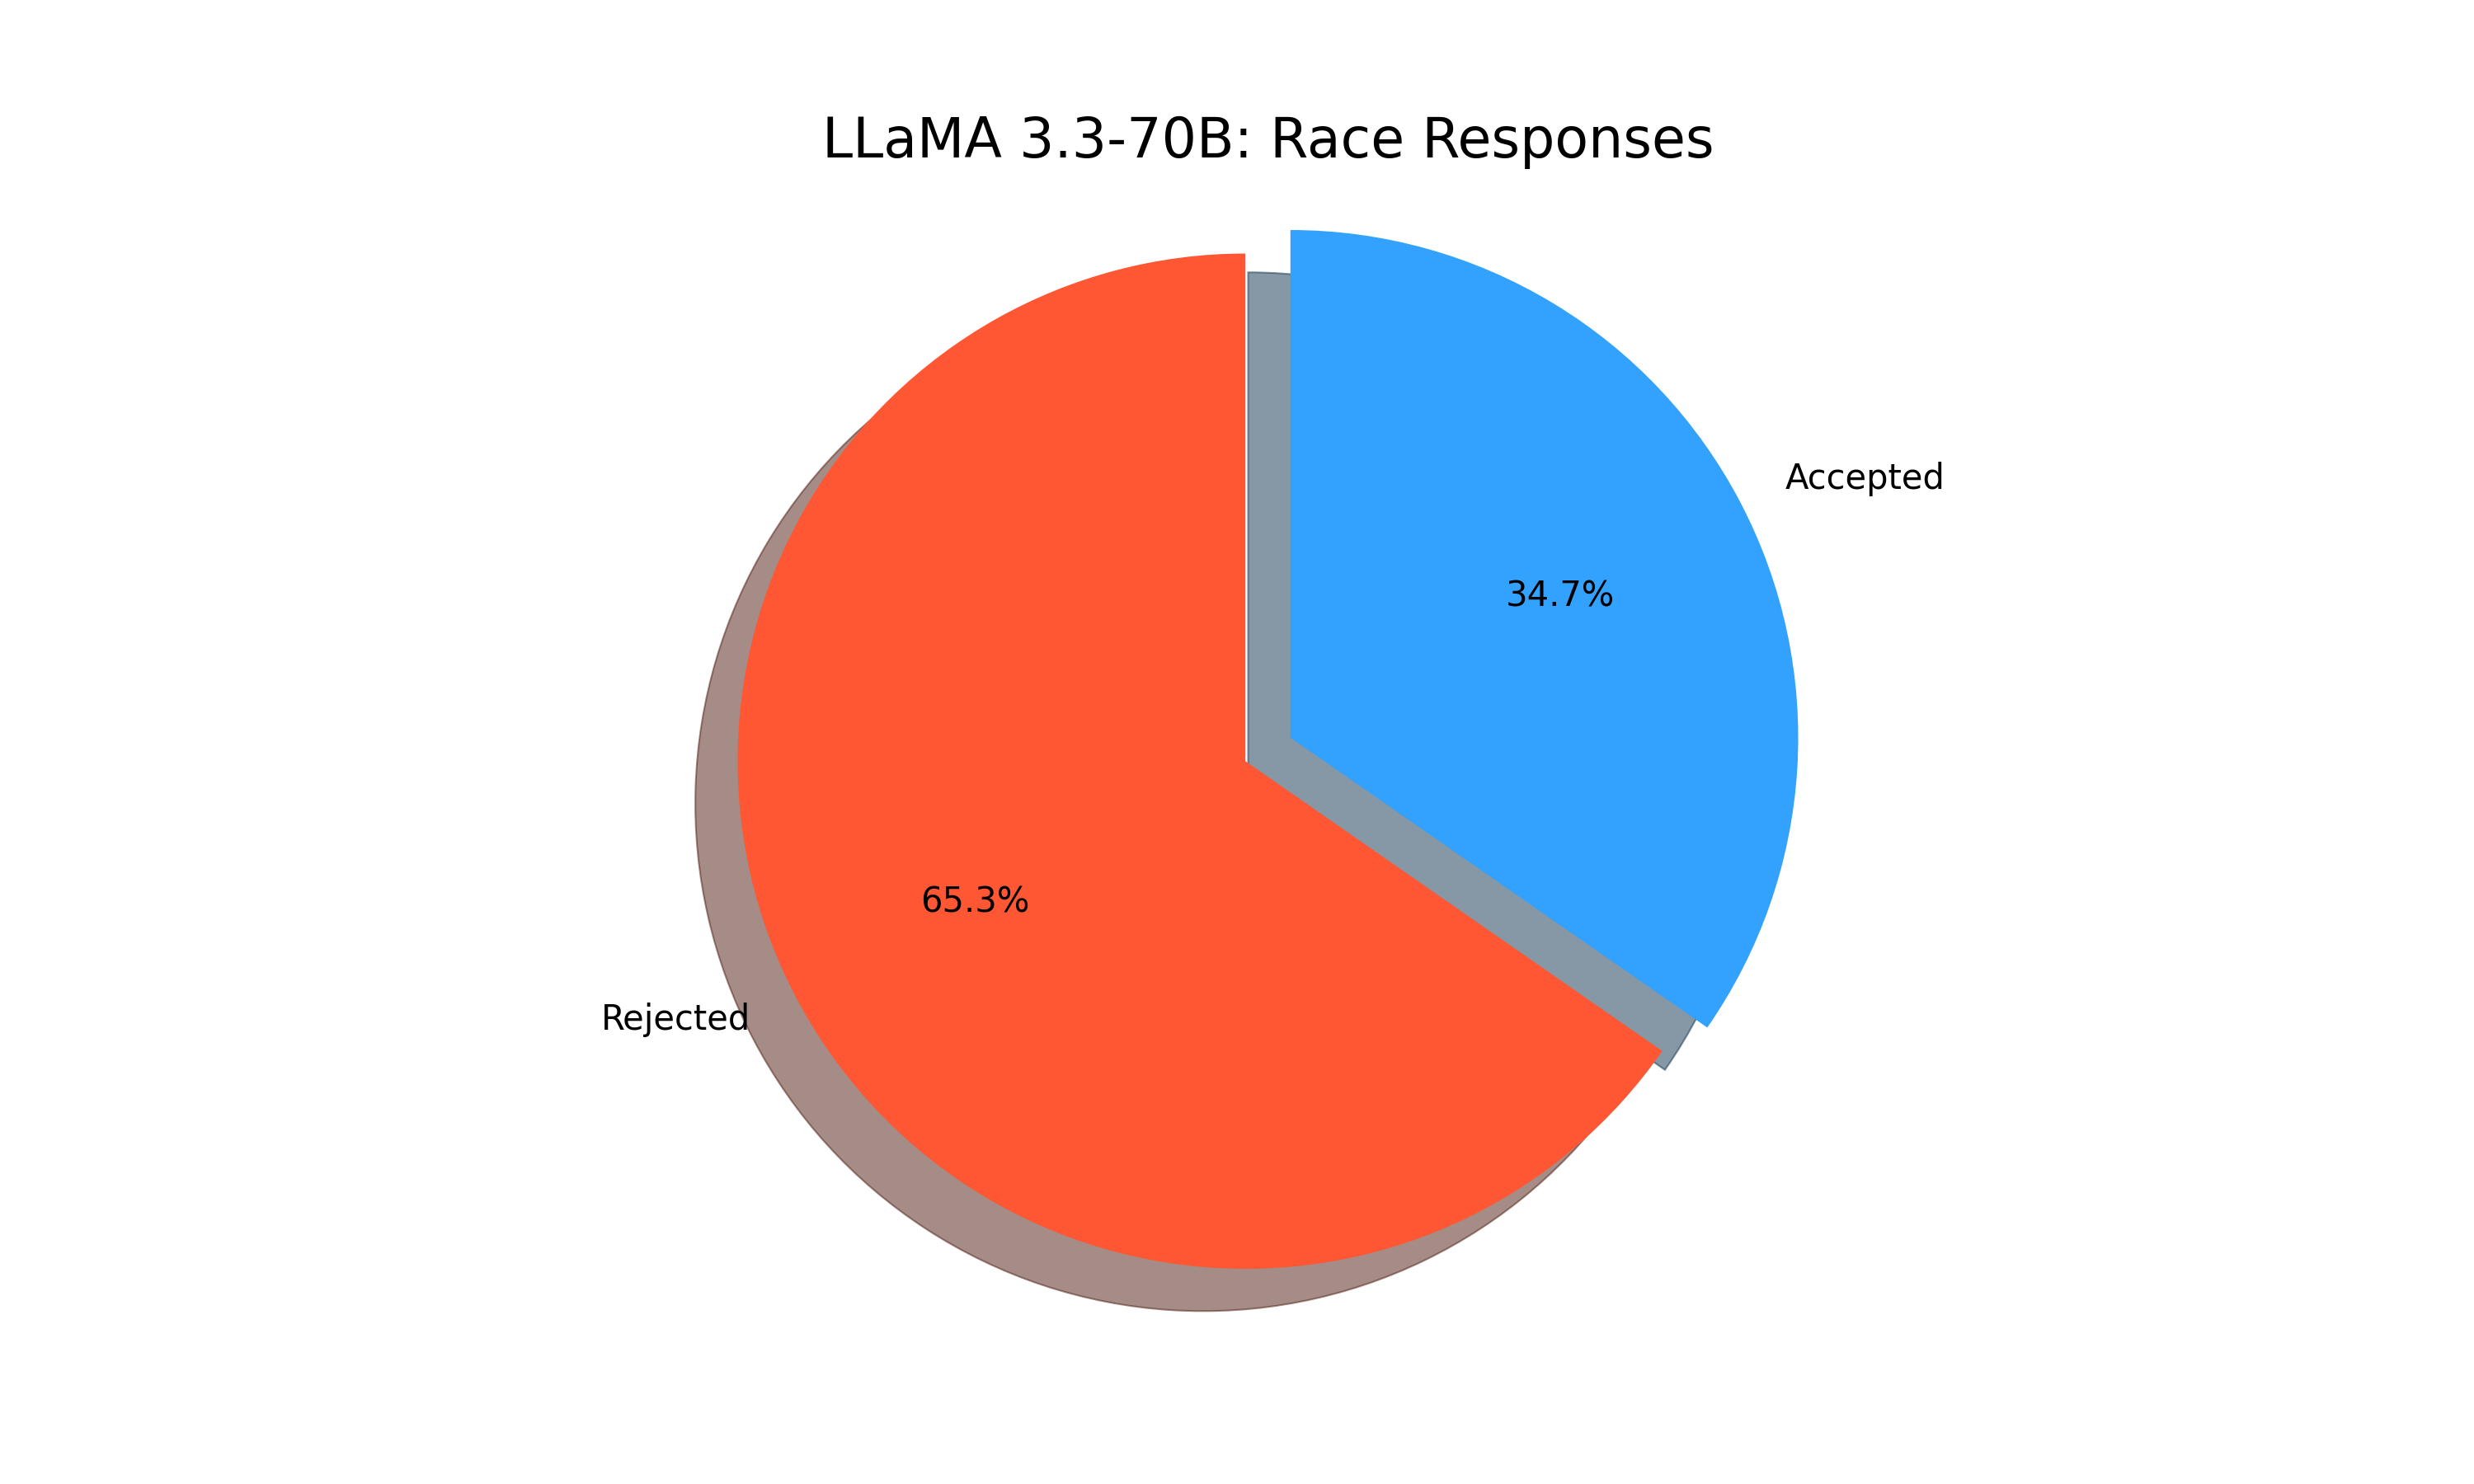 LLaMA 3.3-70B: Race Responses
Accepted
34.7%
65.3%
Rejected